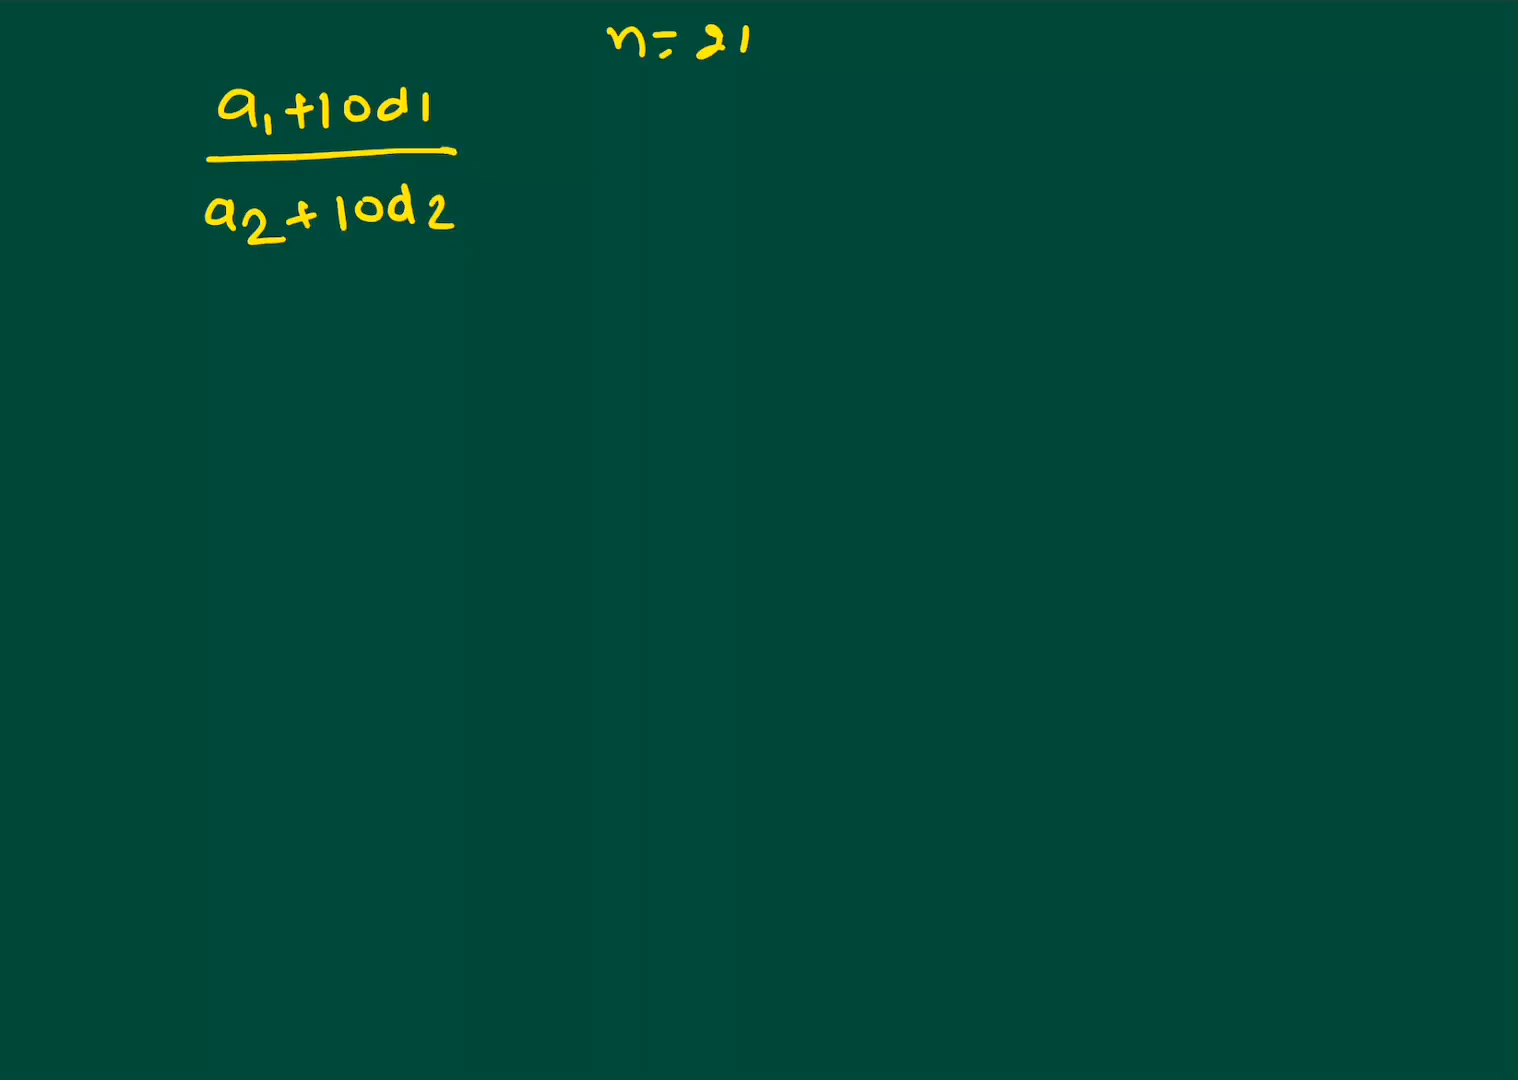 n = 21
a₁+10d1
a2+10d2